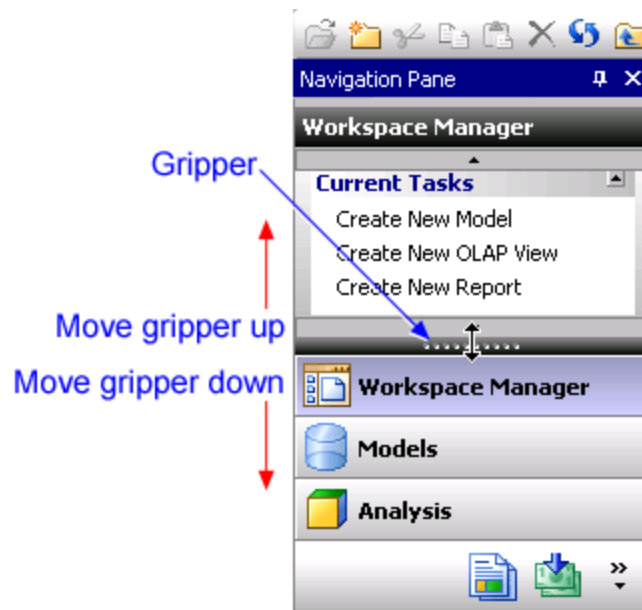 Navigation Pane
Workspace Manager
Gripper
Current Tasks
Create New Model
Create New OLAP View
Create New Report
Move gripper up
Move gripper down
Workspace Manager
Models
Analysis